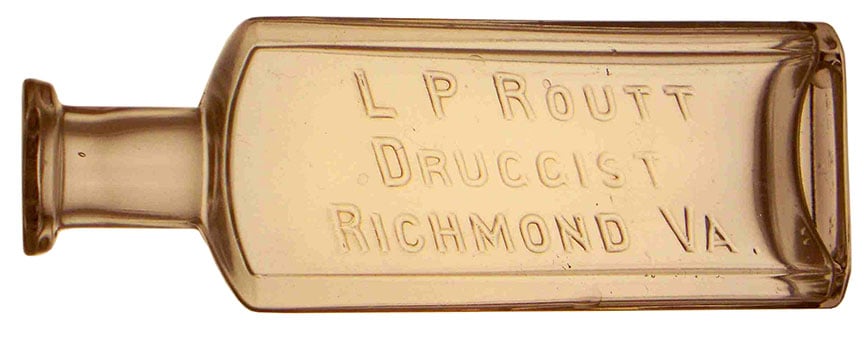 L P ROUTT
DRUGGIST
RICHMOND VA.